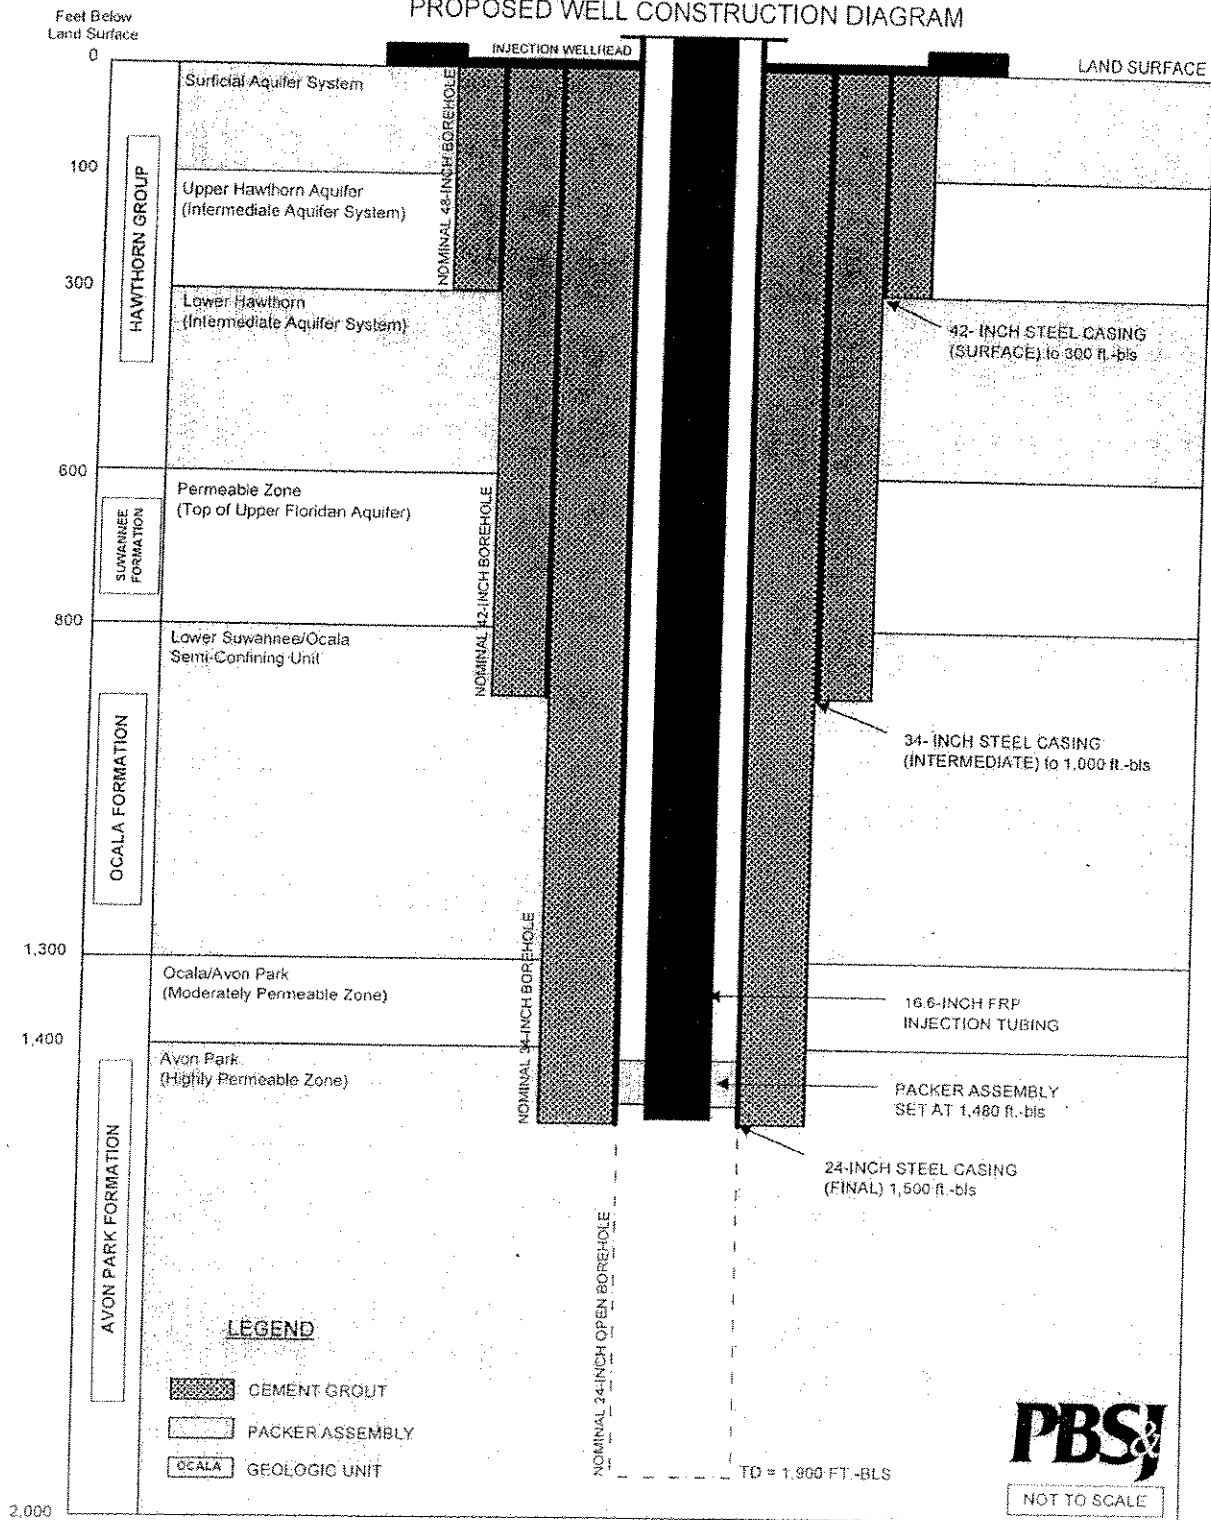 PROPOSED WELL CONSTRUCTION DIAGRAM
Feet Below
Land Surface
0
INJECTION WELLHEAD
LAND SURFACE
Surficial Aquifer System
NOMINAL 48-INCH BOREHOLE
100
Upper Hawthorn Aquifer
(Intermediate Aquifer System)
HAWTHORN GROUP
300
Lower Hawthorn
(Intermediate Aquifer System)
42- INCH STEEL CASING
(SURFACE) to 300 ft.-bls
600
Permeable Zone
(Top of Upper Floridan Aquifer)
SUWANNEE
FORMATION
NOMINAL 42-INCH BOREHOLE
800
Lower Suwannee/Ocala
Semi-Confining Unit
34- INCH STEEL CASING
(INTERMEDIATE) to 1,000 ft.-bls
OCALA FORMATION
NOMINAL 34-INCH BOREHOLE
1,300
Ocala/Avon Park
(Moderately Permeable Zone)
16.6-INCH FRP
INJECTION TUBING
1,400
Avon Park
(Highly Permeable Zone)
PACKER ASSEMBLY
SET AT 1,480 ft.-bls
24-INCH STEEL CASING
(FINAL) 1,500 ft.-bls
AVON PARK FORMATION
NOMINAL 24-INCH OPEN BOREHOLE
LEGEND
CEMENT GROUT
PACKER ASSEMBLY
OCALA GEOLOGIC UNIT
TD = 1,900 FT.-BLS
PBS&J
NOT TO SCALE
2,000